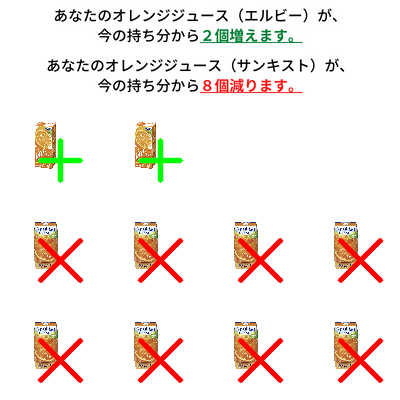 あなたのオレンジジュース（エルビー）が、
今の持ち分から２個増えます。
あなたのオレンジジュース（サンキスト）が、
今の持ち分から８個減ります。